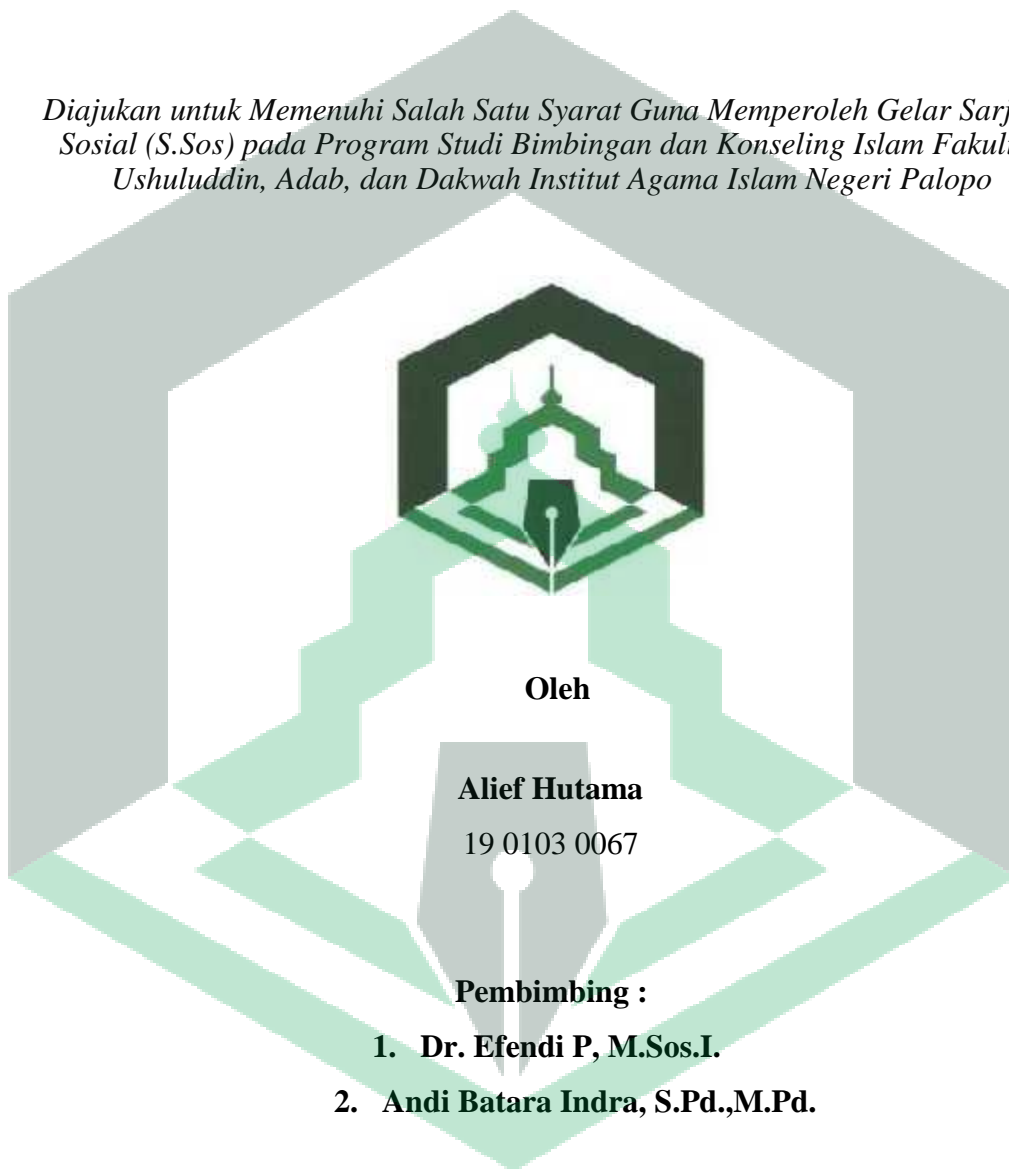 Diajukan untuk Memenuhi Salah Satu Syarat Guna Memperoleh Gelar Sarj
Sosial (S.Sos) pada Program Studi Bimbingan dan Konseling Islam Fakul
Ushuluddin, Adab, dan Dakwah Institut Agama Islam Negeri Palopo
Oleh
Alief Hutama
19 0103 0067
Pembimbing :
1. Dr. Efendi P, M.Sos.I.
2. Andi Batara Indra, S.Pd.,M.Pd.